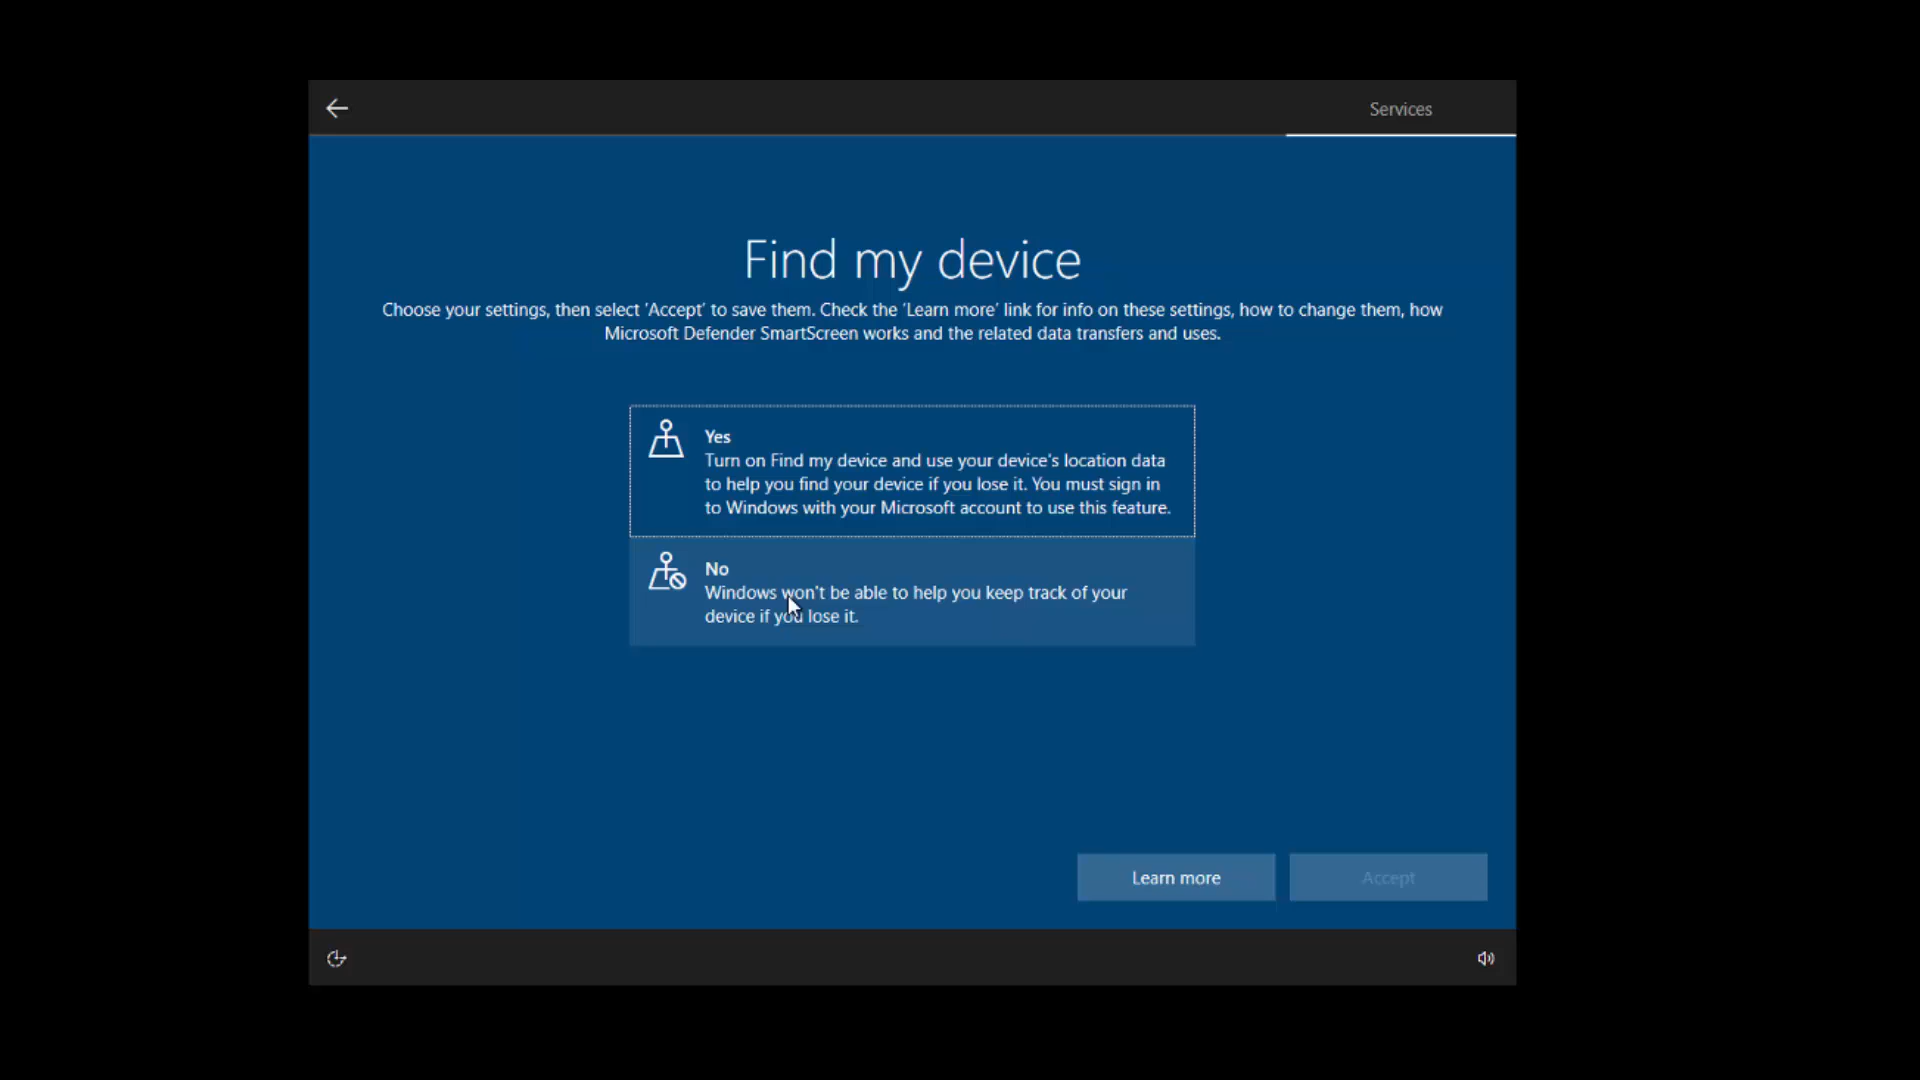 Services
Find my device
Choose your settings, then select 'Accept' to save them. Check the 'Learn more' link for info on these settings, how to change them, how
Microsoft Defender SmartScreen works and the related data transfers and uses.
Yes
Turn on Find my device and use your device's location data
to help you find your device if you lose it. You must sign in
to Windows with your Microsoft account to use this feature.
No
Windows won't be able to help you keep track of your
device if you lose it.
Learn more
Accept